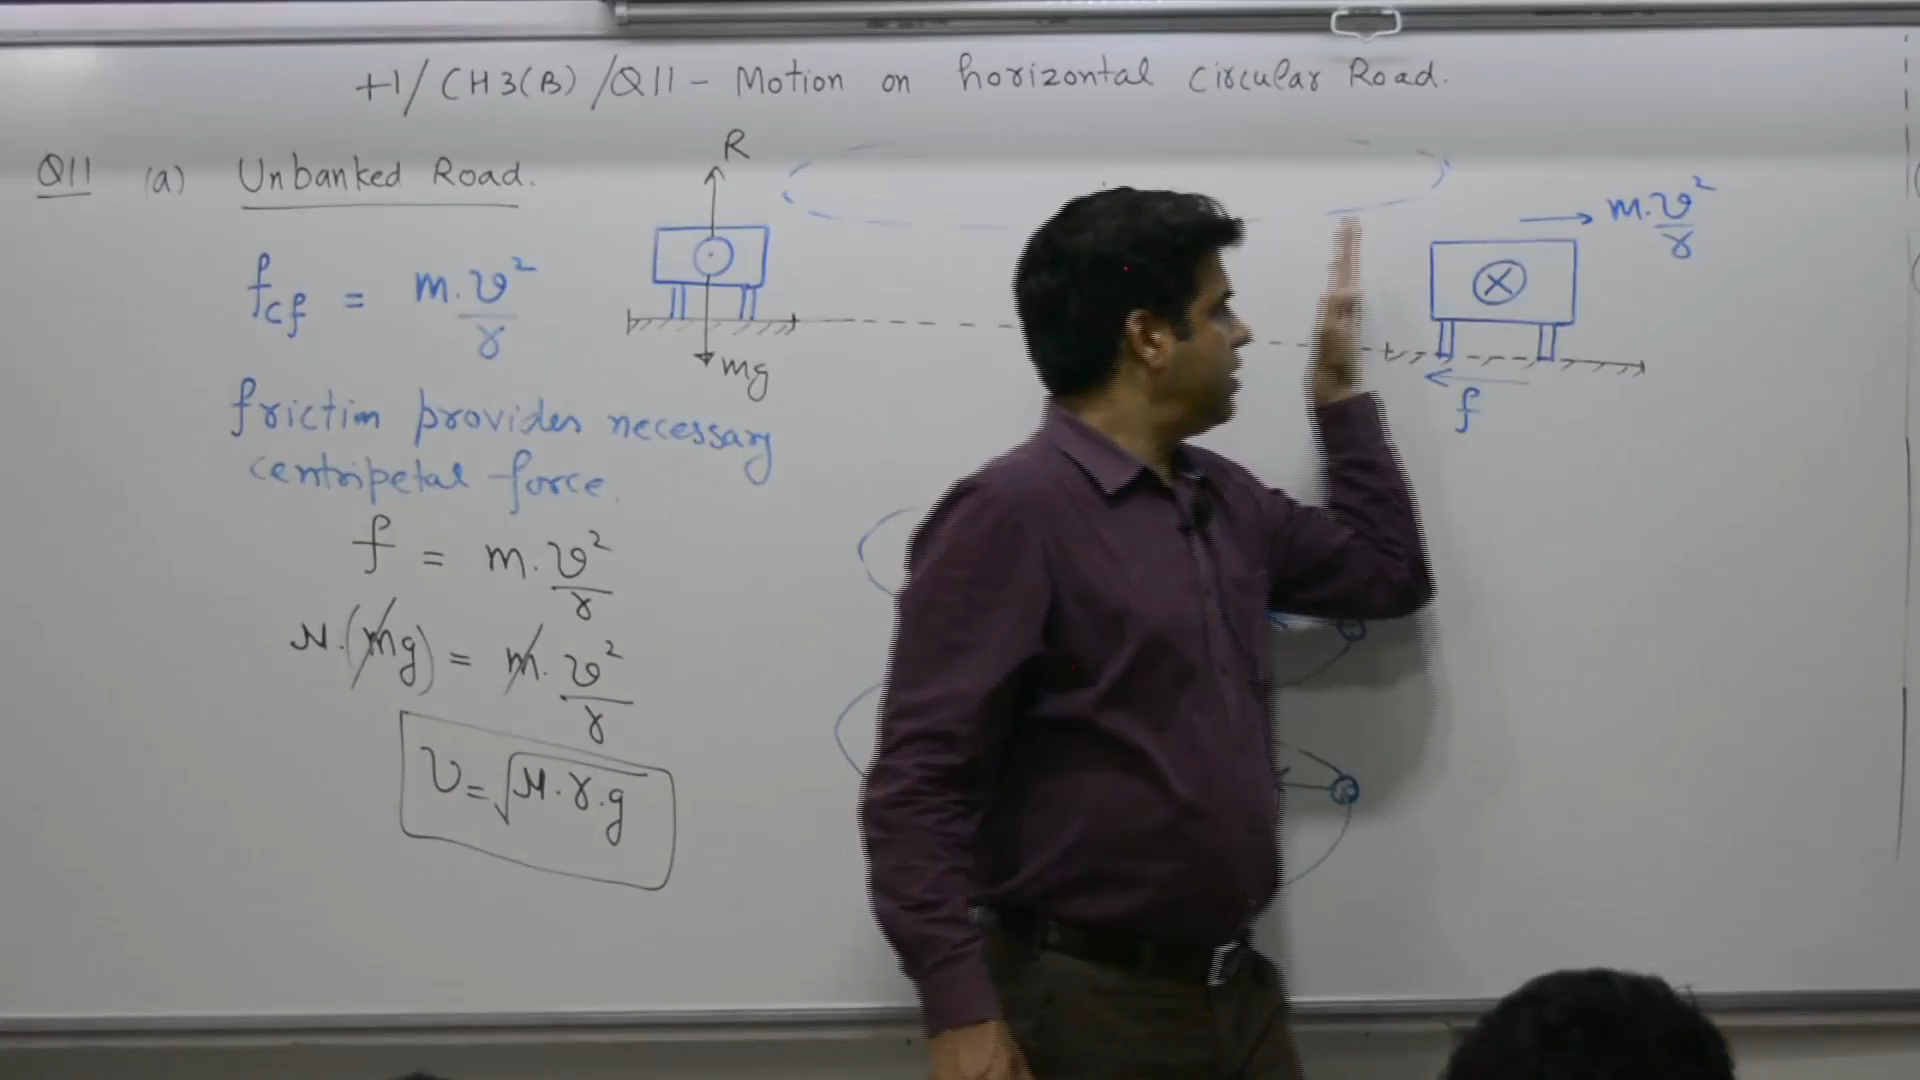 +1/CH3(B)/Q11 - Motion on horizontal Circular Road.
Q11 (a) Unbanked Road.
R
mg
f_cf = m.v²/r
frictim provides necessary
centripetal force.
f = m.v²/r
μ.(mg) = m.v²/r
v = √μ.r.g
m.v²/r
f